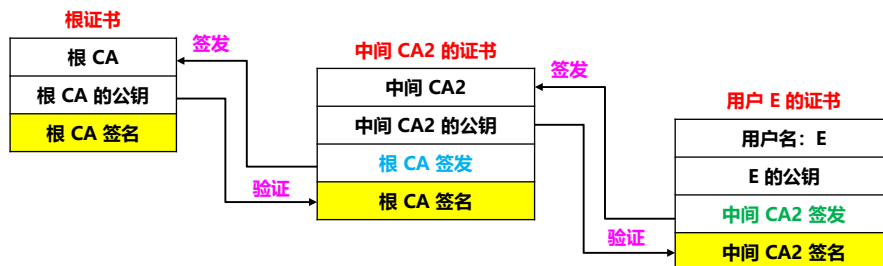 根证书
根 CA
根 CA 的公钥
根 CA 签名
签发
验证
中间 CA2 的证书
中间 CA2
中间 CA2 的公钥
根 CA 签发
根 CA 签名
签发
验证
用户 E 的证书
用户名：E
E 的公钥
中间 CA2 签发
中间 CA2 签名